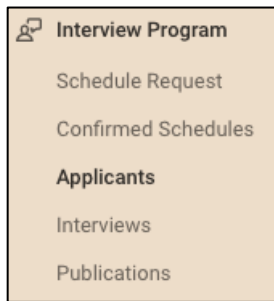 Interview Program
Schedule Request
Confirmed Schedules
Applicants
Interviews
Publications